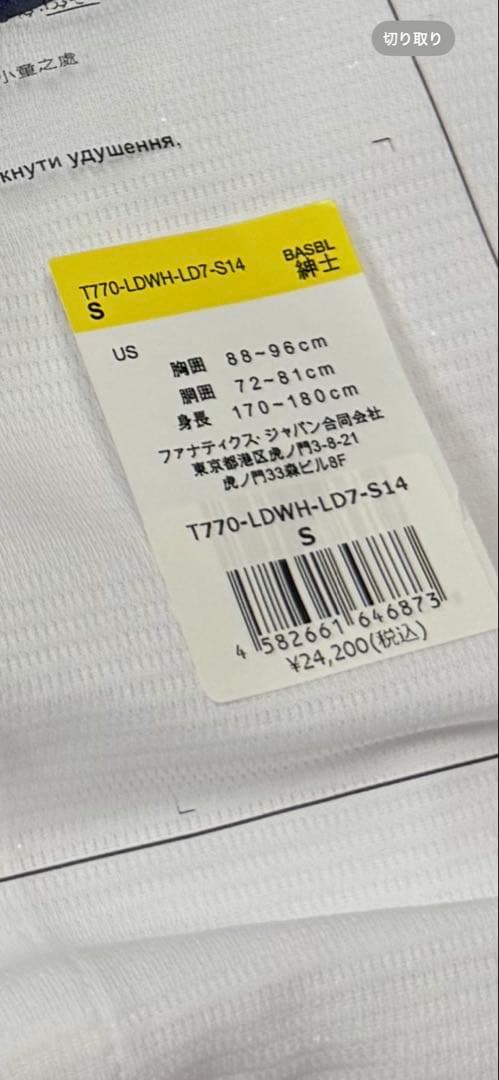 切り取り
小童之處
кнути удушення,
T770-LDWH-LD7-S14 BASBL
S 紳士
US
胸囲 88~96cm
胴囲 72~81cm
身長 170~180cm
ファナティクス・ジャパン合同会社
東京都港区虎ノ門3-8-21
虎ノ門33森ビル8F
T770-LDWH-LD7-S14
S
4 582661 646873
¥24,200(税込)